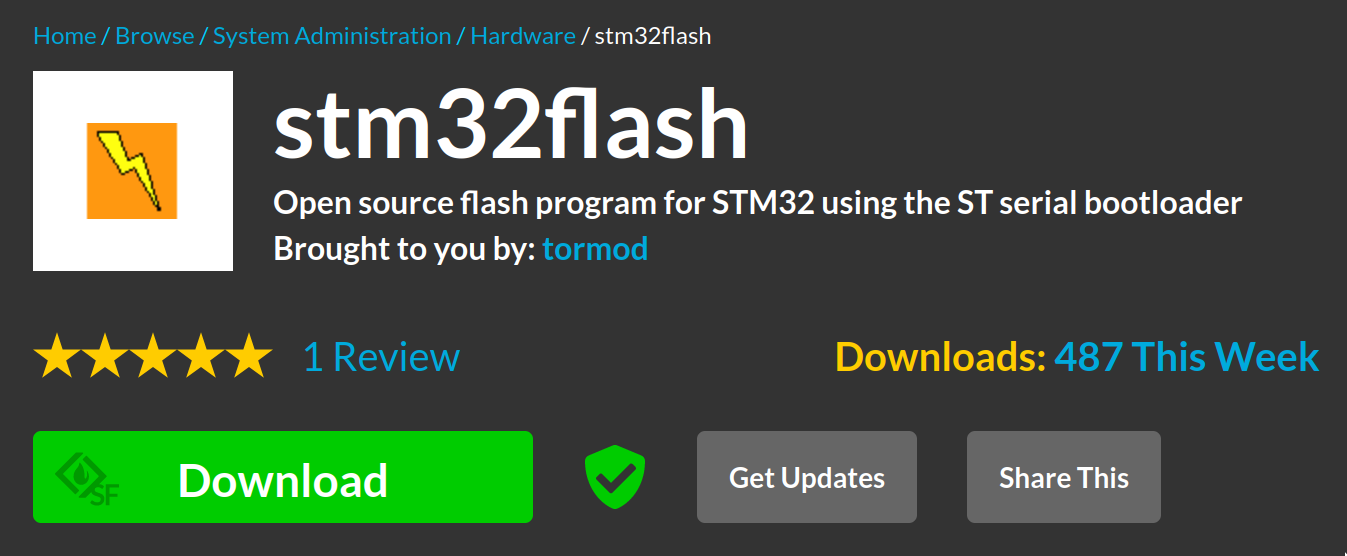 Home / Browse / System Administration / Hardware / stm32flash
stm32flash
Open source flash program for STM32 using the ST serial bootloader
Brought to you by: tormod
1 Review
Downloads: 487 This Week
SF
Download
Get Updates
Share This